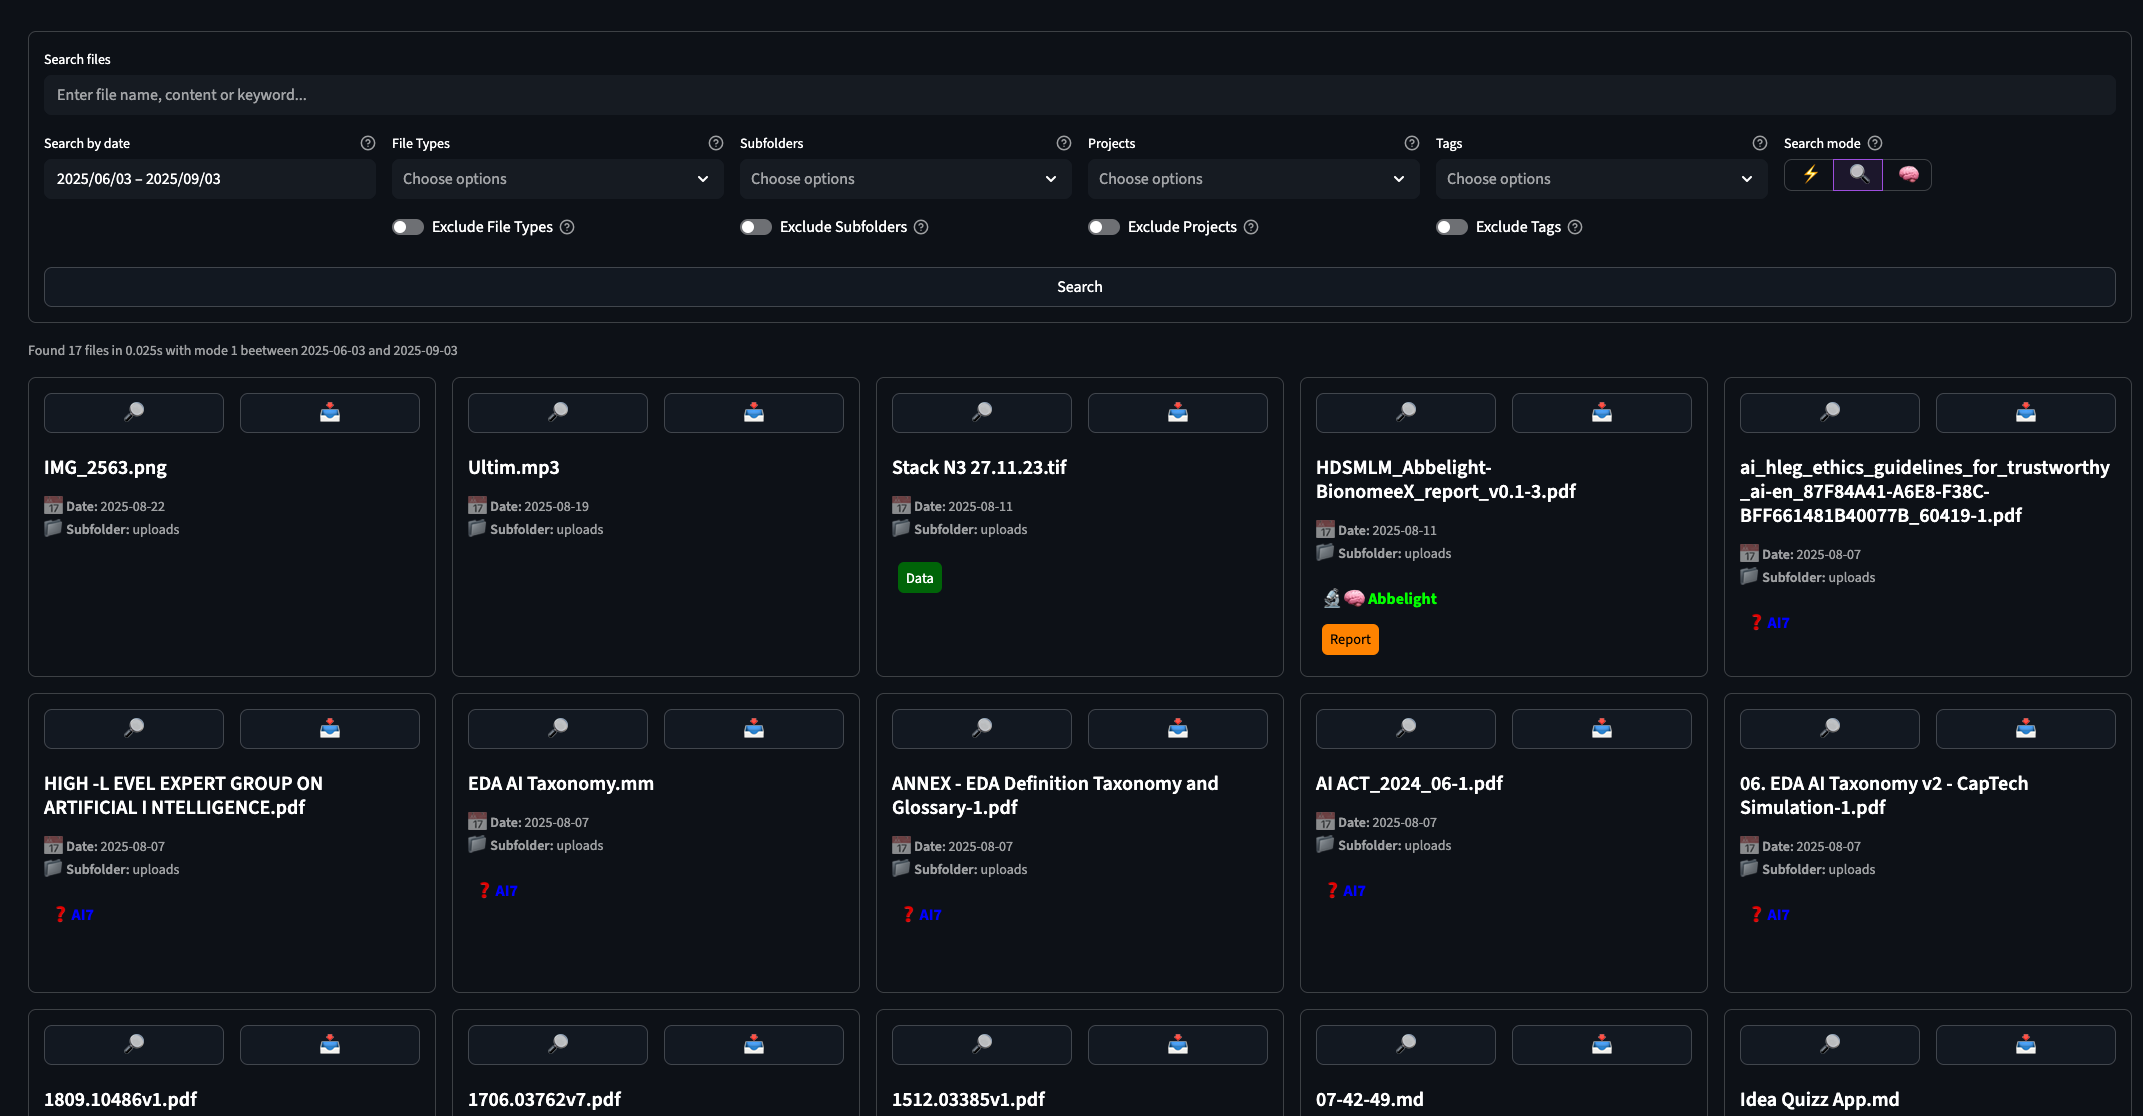 Search files
Enter file name, content or keyword...
Search by date
File Types
Subfolders
Projects
Tags
Search mode
2025/06/03 – 2025/09/03
Choose options
Choose options
Choose options
Choose options
Exclude File Types
Exclude Subfolders
Exclude Projects
Exclude Tags
Search
Found 17 files in 0.025s with mode 1 beetween 2025-06-03 and 2025-09-03
IMG_2563.png
Date: 2025-08-22
Subfolder: uploads
Ultim.mp3
Date: 2025-08-19
Subfolder: uploads
Stack N3 27.11.23.tif
Date: 2025-08-11
Subfolder: uploads
Data
HDSMLM_Abbelight-
BionomeeX_report_v0.1-3.pdf
Date: 2025-08-11
Subfolder: uploads
Abbelight
Report
ai_hleg_ethics_guidelines_for_trustworthy
_ai-en_87F84A41-A6E8-F38C-
BFF661481B40077B_60419-1.pdf
Date: 2025-08-07
Subfolder: uploads
❓ AI7
HIGH -L EVEL EXPERT GROUP ON
ARTIFICIAL I NTELLIGENCE.pdf
Date: 2025-08-07
Subfolder: uploads
❓ AI7
EDA AI Taxonomy.mm
Date: 2025-08-07
Subfolder: uploads
❓ AI7
ANNEX - EDA Definition Taxonomy and
Glossary-1.pdf
Date: 2025-08-07
Subfolder: uploads
❓ AI7
AI ACT_2024_06-1.pdf
Date: 2025-08-07
Subfolder: uploads
❓ AI7
06. EDA AI Taxonomy v2 - CapTech
Simulation-1.pdf
Date: 2025-08-07
Subfolder: uploads
❓ AI7
1809.10486v1.pdf
1706.03762v7.pdf
1512.03385v1.pdf
07-42-49.md
Idea Quizz App.md